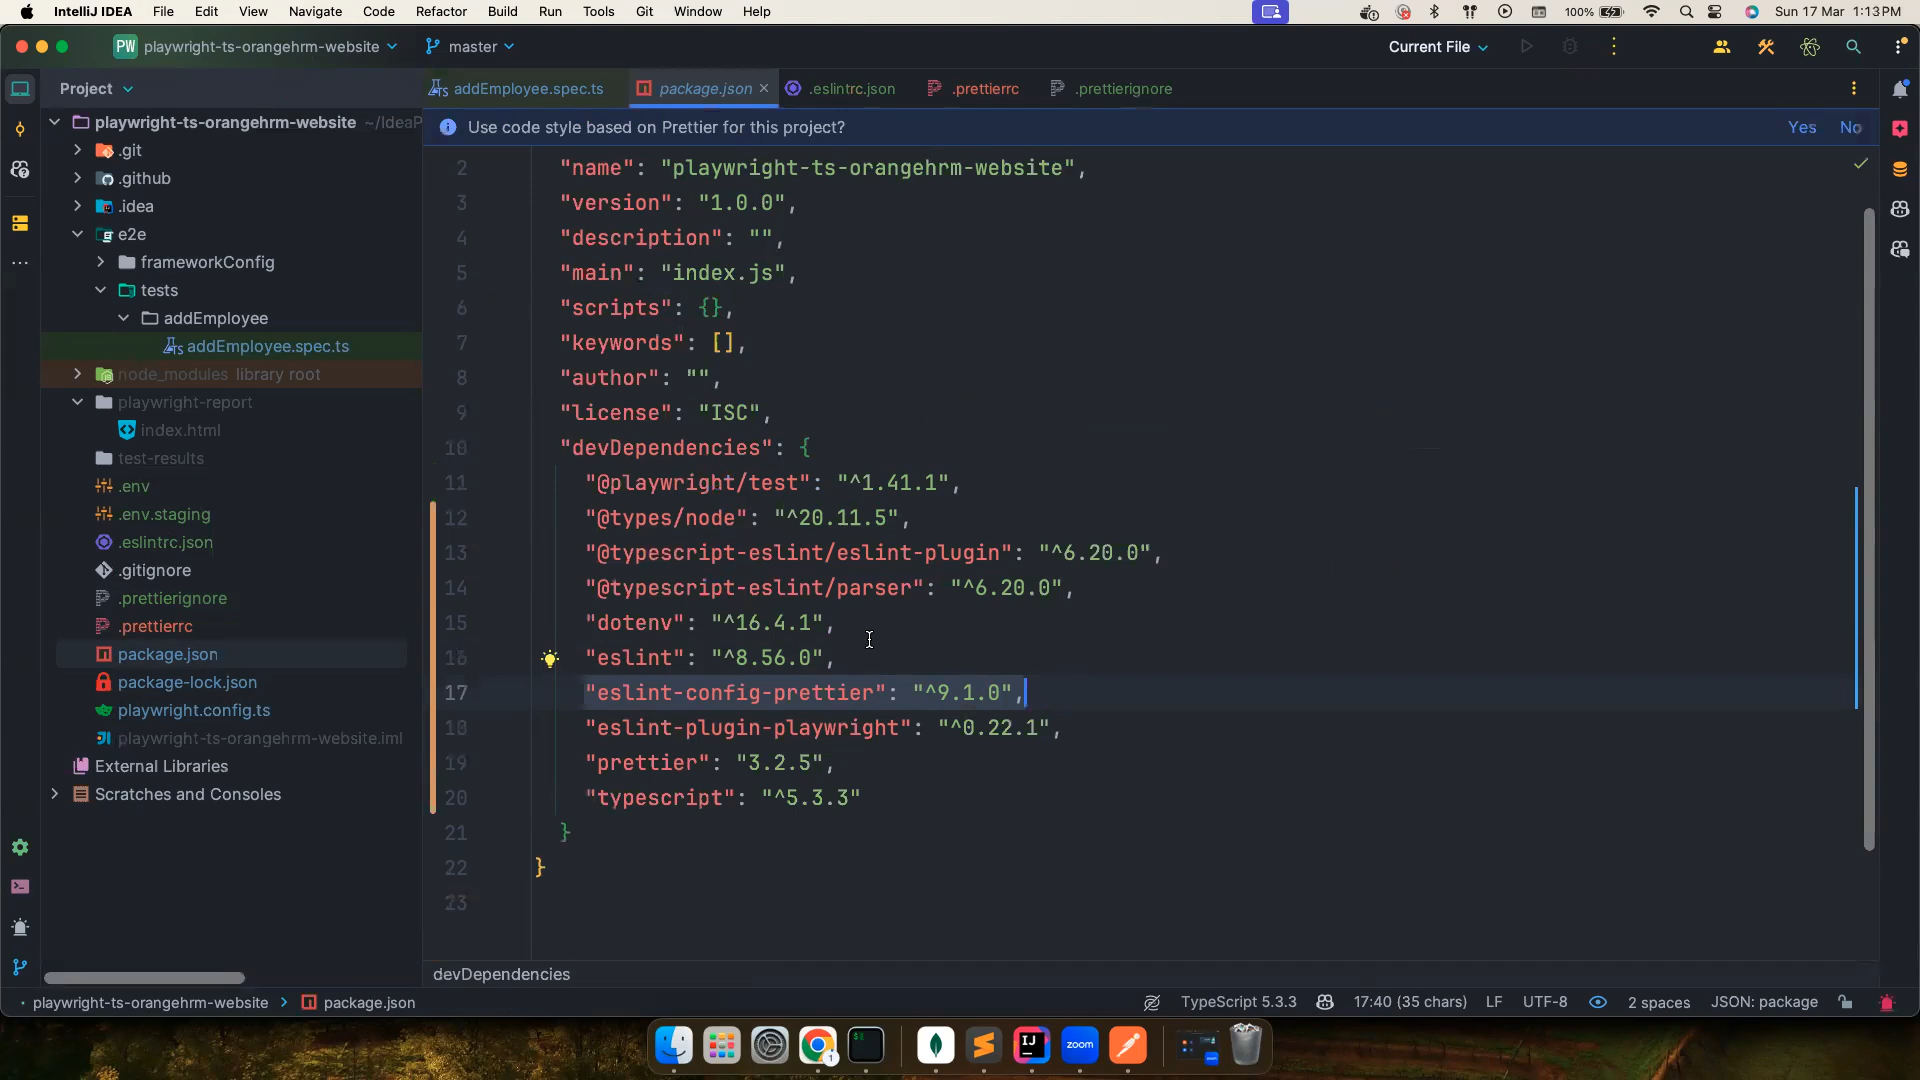 IntelliJ IDEA File Edit View Navigate Code Refactor Build Run Tools Git Window Help 100% Sun 17 Mar 1:13 PM
PW playwright-ts-orangehrm-website master Current File
Project addEmployee.spec.ts package.json .eslintrc.json .prettierrc .prettierignore
Use code style based on Prettier for this project? Yes No
playwright-ts-orangehrm-website ~/IdeaP
.git
.github
.idea
e2e
frameworkConfig
tests
addEmployee
addEmployee.spec.ts
node_modules library root
playwright-report
index.html
test-results
.env
.env.staging
.eslintrc.json
.gitignore
.prettierignore
.prettierrc
package.json
package-lock.json
playwright.config.ts
playwright-ts-orangehrm-website.iml
External Libraries
Scratches and Consoles
2 "name": "playwright-ts-orangehrm-website",
3 "version": "1.0.0",
4 "description": "",
5 "main": "index.js",
6 "scripts": {},
7 "keywords": [],
8 "author": "",
9 "license": "ISC",
10 "devDependencies": {
11 "@playwright/test": "^1.41.1",
12 "@types/node": "^20.11.5",
13 "@typescript-eslint/eslint-plugin": "^6.20.0",
14 "@typescript-eslint/parser": "^6.20.0",
15 "dotenv": "^16.4.1",
16 "eslint": "^8.56.0",
17 "eslint-config-prettier": "^9.1.0",
18 "eslint-plugin-playwright": "^0.22.1",
19 "prettier": "3.2.5",
20 "typescript": "^5.3.3"
21 }
22 }
23
devDependencies
playwright-ts-orangehrm-website > package.json TypeScript 5.3.3 17:40 (35 chars) LF UTF-8 2 spaces JSON: package
1 $ IJ zoom